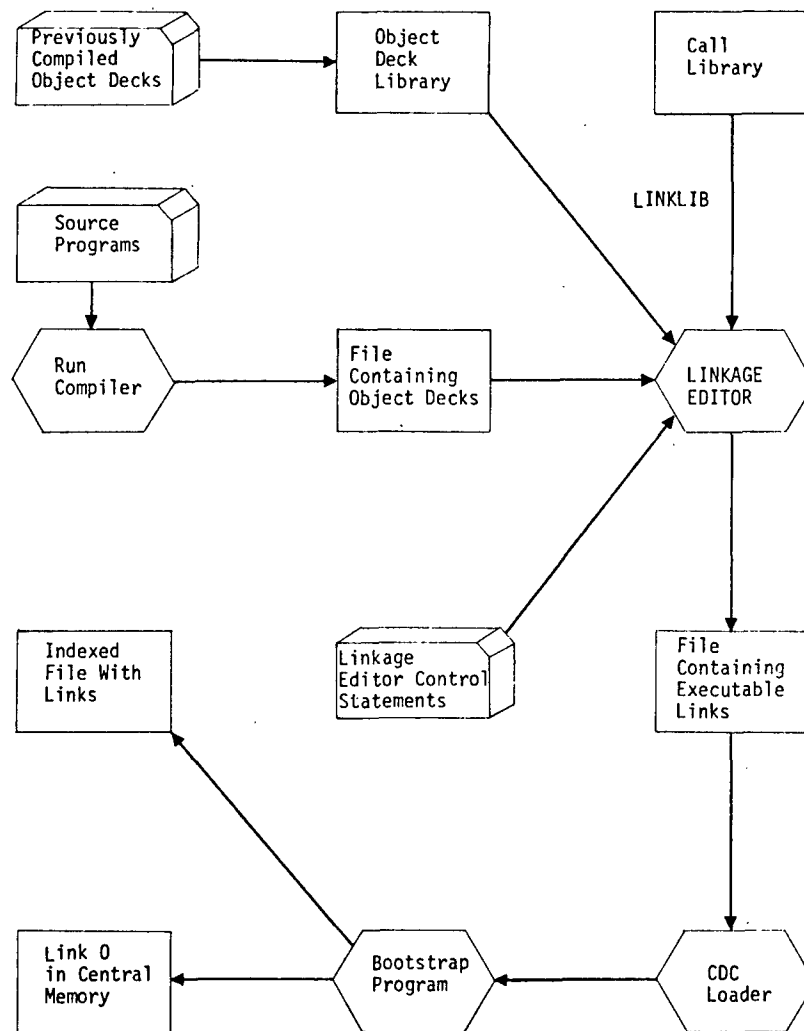 Previously
Compiled
Object Decks
Object
Deck
Library
Call
Library
LINKLIB
Source
Programs
Run
Compiler
File
Containing
Object Decks
LINKAGE
EDITOR
Indexed
File With
Links
Linkage
Editor Control
Statements
File
Containing
Executable
Links
Link 0
in Central
Memory
Bootstrap
Program
CDC
Loader